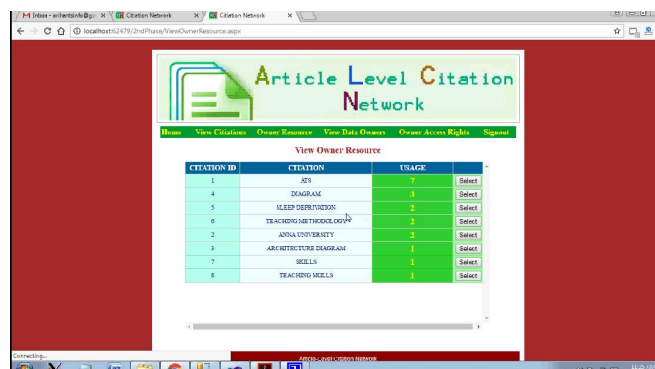 Inbox - arihantsinfo@g
Citation Network
Citation Network
localhost:62479/2ndPhase/ViewOwnerResource.aspx
Article Level Citation
Network
Home View Citiations Owner Resource View Data Owners Owner Access Rights Signout
View Owner Resource
CITATION ID CITATION USAGE
1 ATS 7 Select
4 DIAGRAM 3 Select
5 SLEEP DEPRIVATION 2 Select
6 TEACHING METHODOLOGY 2 Select
2 ANNA UNIVERSITY 2 Select
3 ARCHITECTURE DIAGRAM 1 Select
7 SKILLS 1 Select
8 TEACHING SKILLS 1 Select
Connecting...
Article-Level-Citation Network